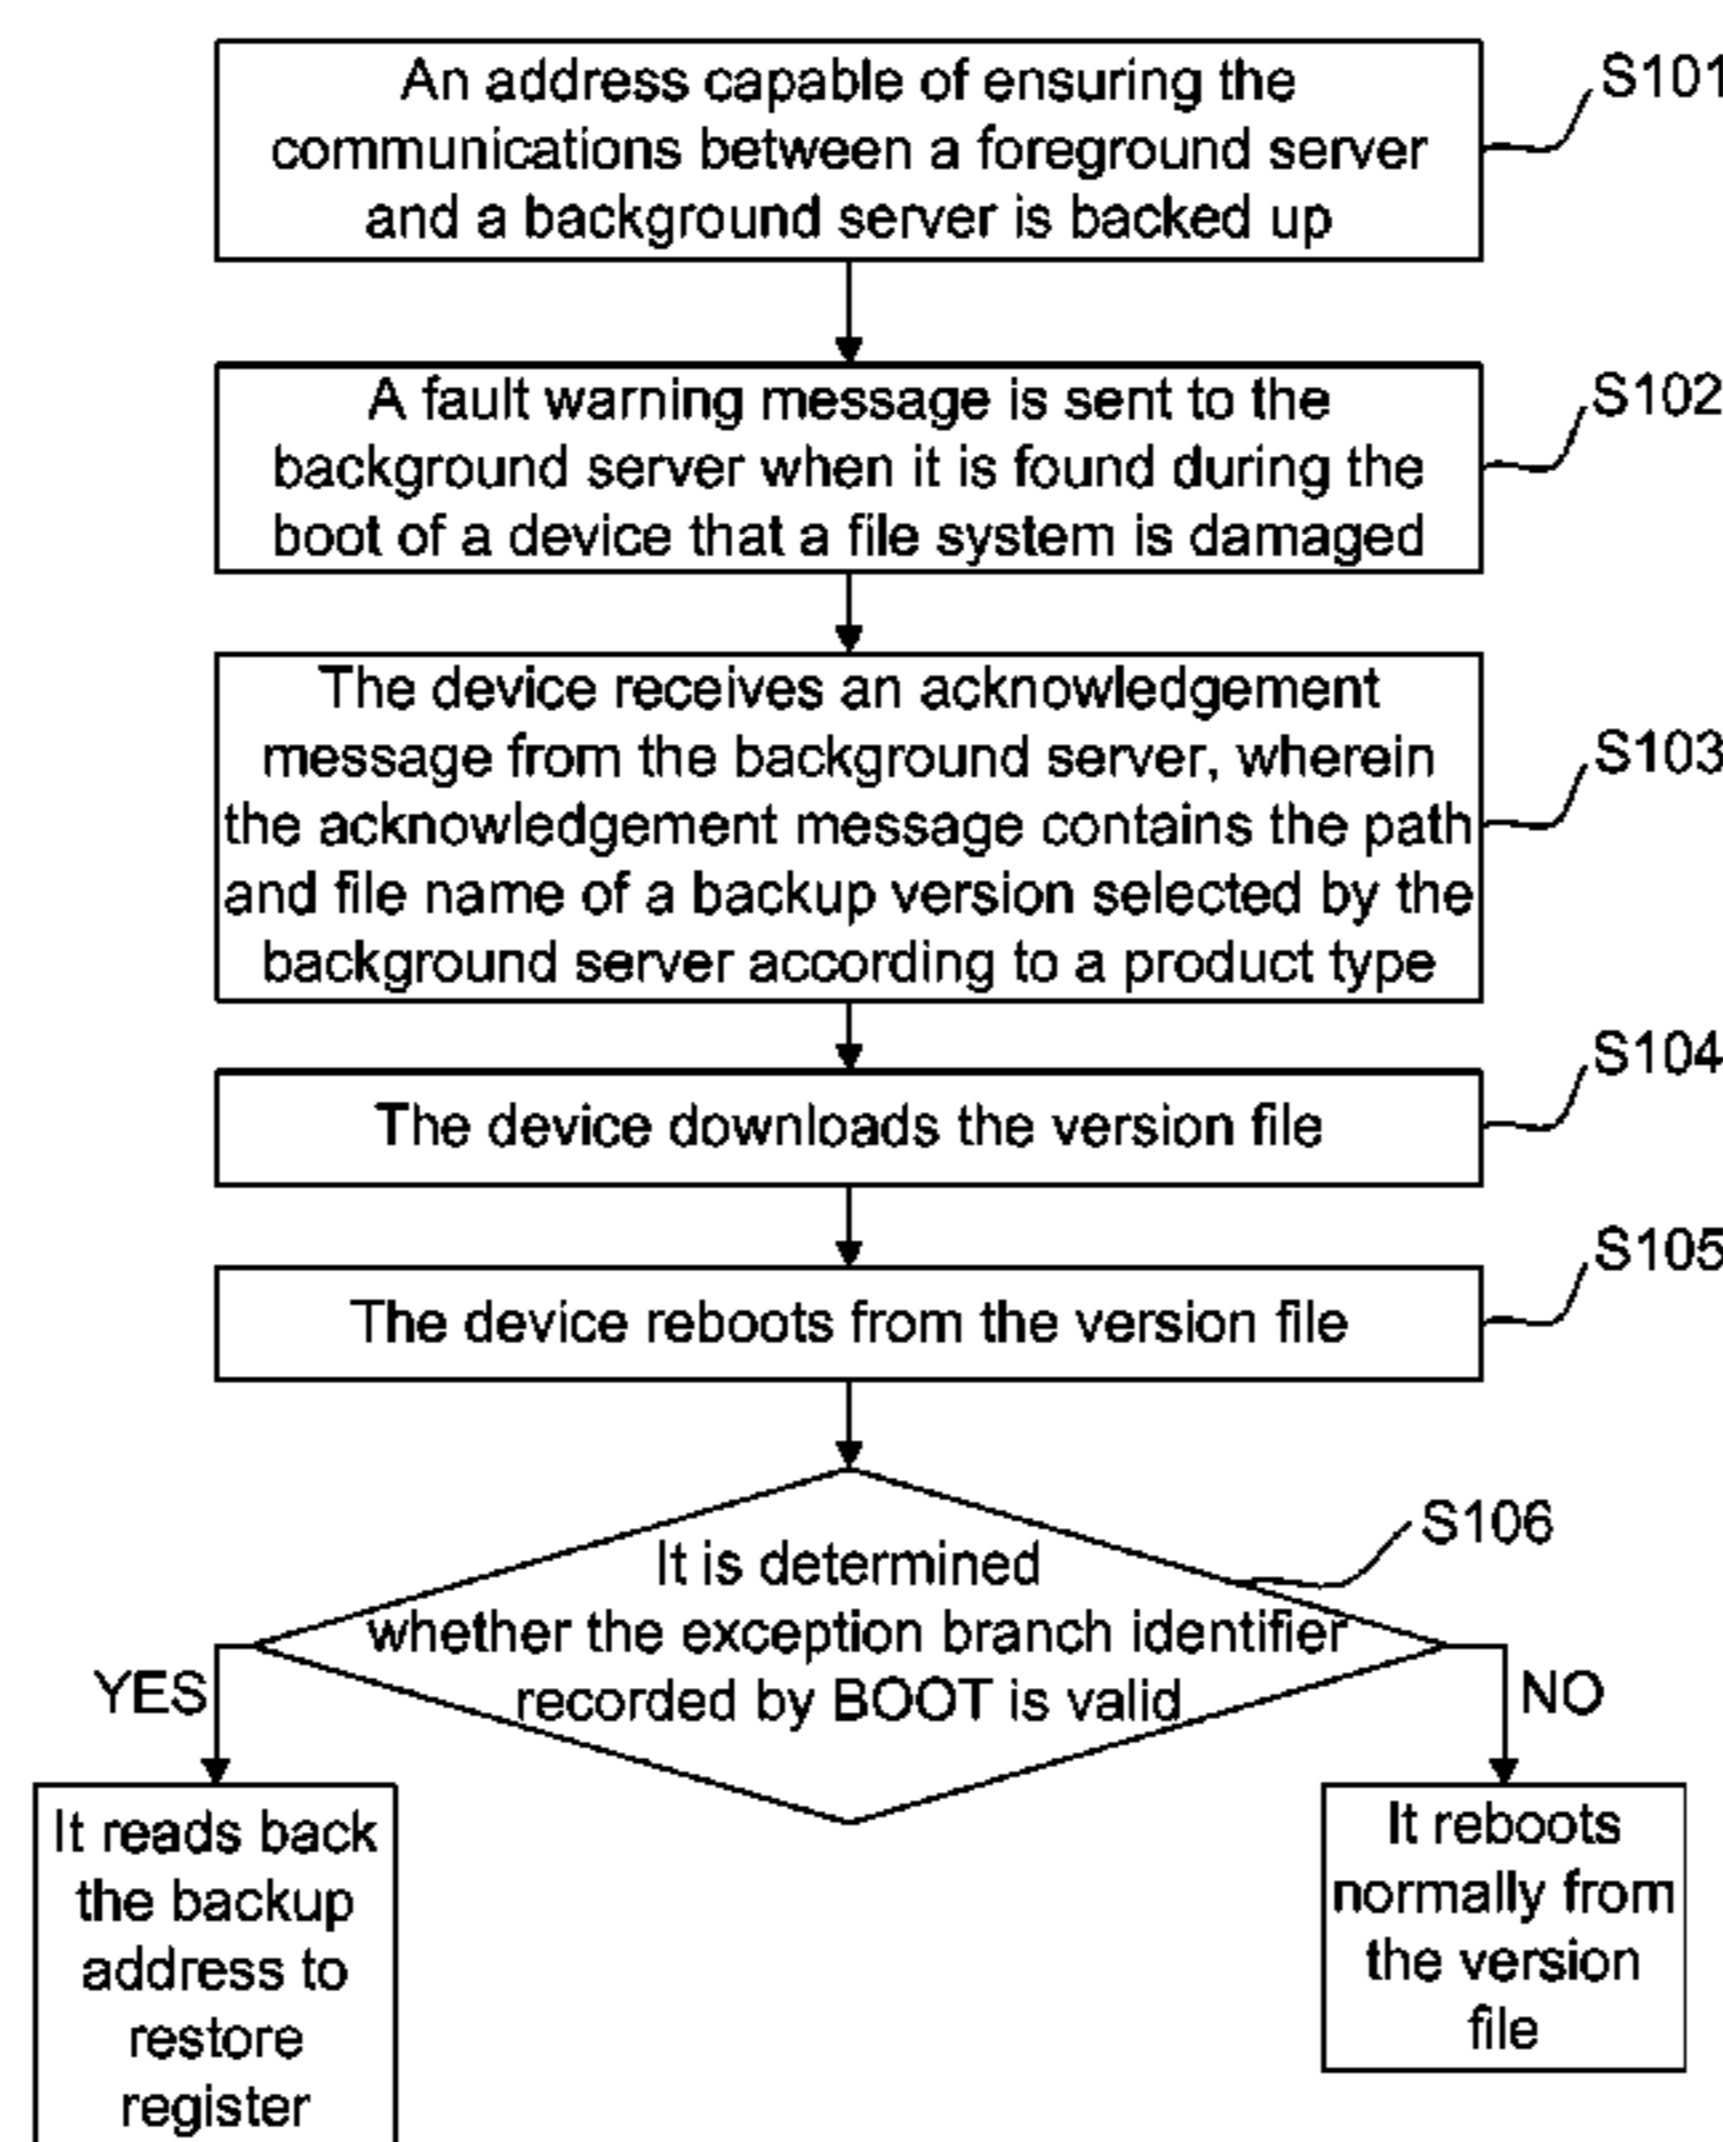 An address capable of ensuring the
communications between a foreground server
and a background server is backed up
S101
A fault warning message is sent to the
background server when it is found during the
boot of a device that a file system is damaged
S102
The device receives an acknowledgement
message from the background server, wherein
the acknowledgement message contains the path
and file name of a backup version selected by the
background server according to a product type
S103
The device downloads the version file
S104
The device reboots from the version file
S105
It is determined
whether the exception branch identifier
recorded by BOOT is valid
S106
YES
NO
It reads back
the backup
address to
restore
register
It reboots
normally from
the version
file